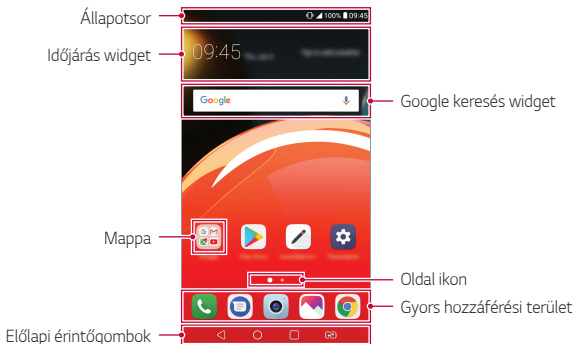 Állapotsor
100% 09:45
Időjárás widget
09:45
Google
Google keresés widget
Mappa
Oldal ikon
Gyors hozzáférési terület
Előlapi érintőgombok